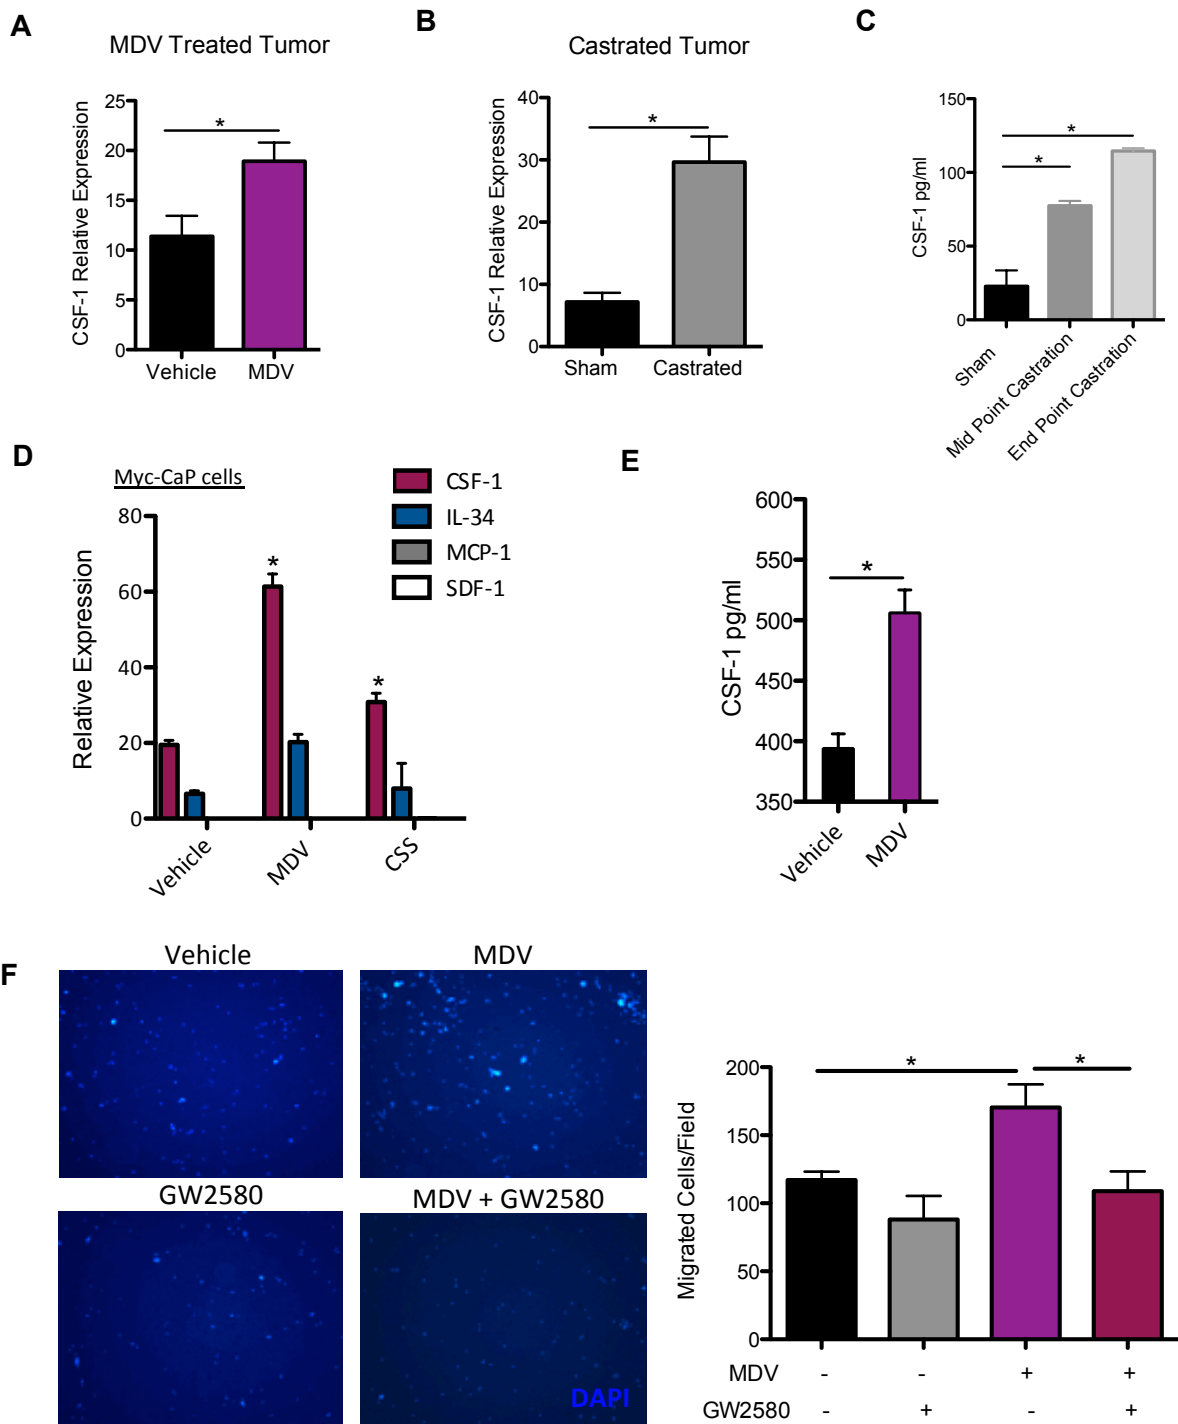 A
MDV Treated Tumor
CSF-1 Relative Expression
25
20
15
10
5
0
*
Vehicle
MDV
B
Castrated Tumor
CSF-1 Relative Expression
40
30
20
10
0
*
Sham
Castrated
C
CSF-1 pg/ml
150
100
50
0
*
*
Sham
Mid Point Castration
End Point Castration
D
Myc-CaP cells
Relative Expression
80
60
40
20
0
*
*
Vehicle
MDV
CSS
CSF-1
IL-34
MCP-1
SDF-1
E
CSF-1 pg/ml
600
550
500
450
400
350
*
Vehicle
MDV
F
Vehicle
MDV
GW2580
MDV + GW2580
DAPI
Migrated Cells/Field
200
150
100
50
0
*
*
MDV - - + +
GW2580 - + - +